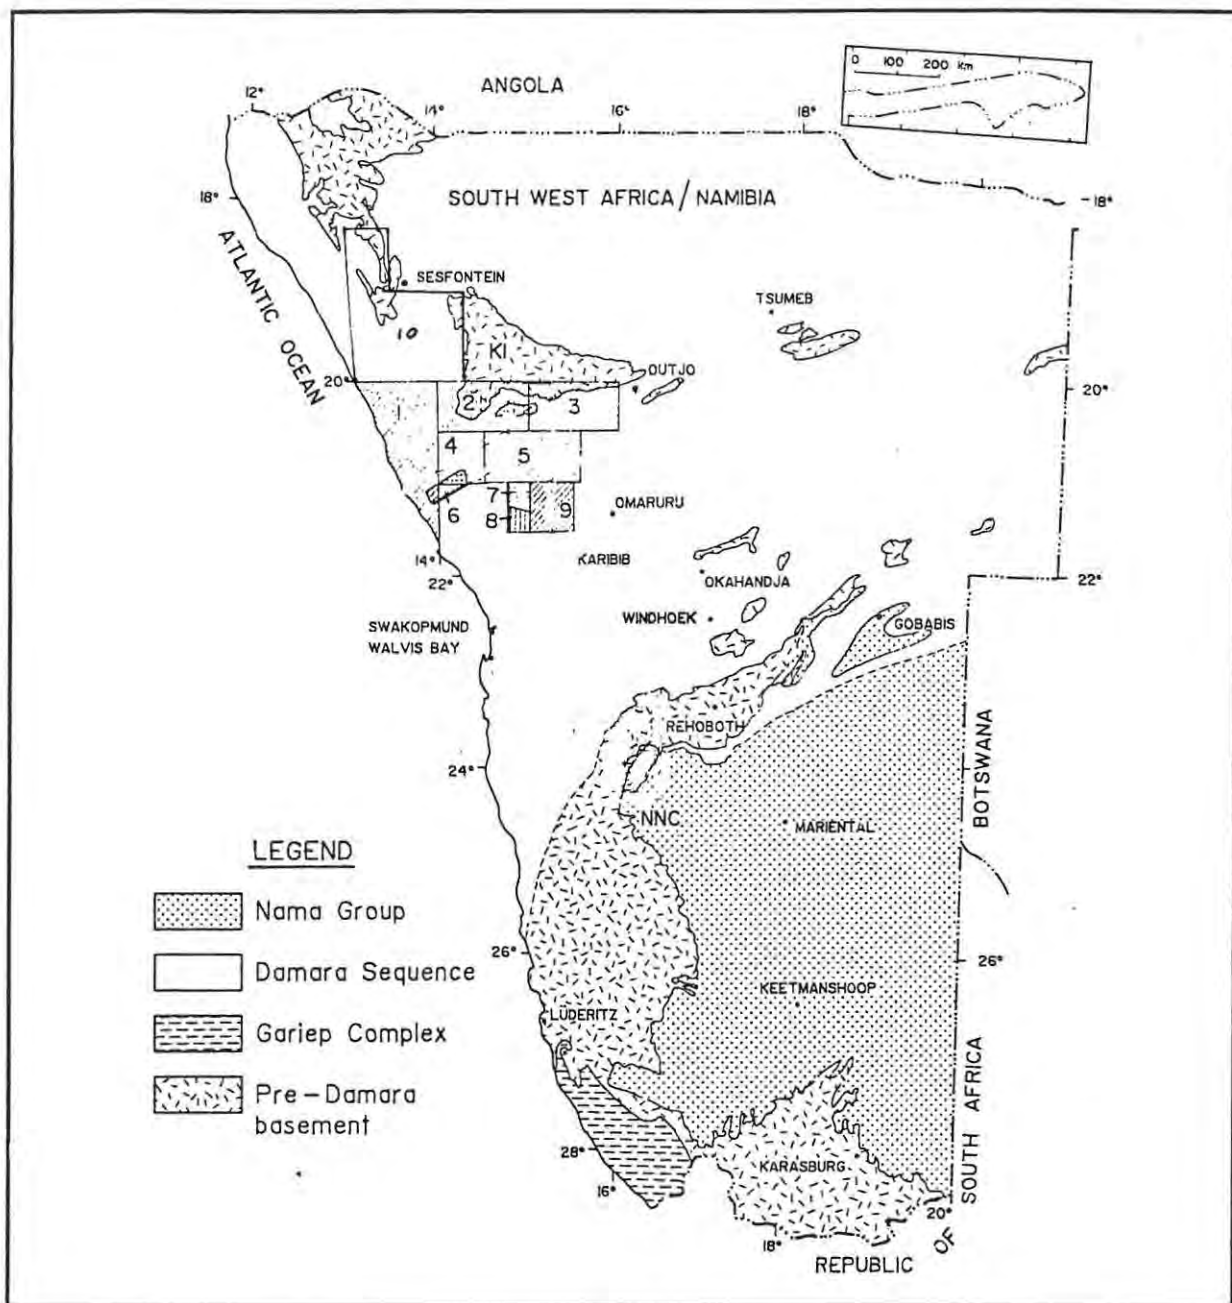 0 100 200 Km
ANGOLA
12°
14°
16°
18°
SOUTH WEST AFRICA/NAMIBIA
18°
-18°
ATLANTIC OCEAN
SESFONTEIN
TSUMEB
10
KI
OUTJO
20°
20°
1
2
3
4
5
6
7
8
9
OMARURU
14°
KARIBIB
22°
OKAHANDJA
22°
WINDHOEK
GOBABIS
SWAKOPMUND
WALVIS BAY
REHOBOTH
24°
BOTSWANA
NNC
MARIENTAL
LEGEND
Nama Group
Damara Sequence
Gariep Complex
Pre-Damara
basement
26°
26°
KEETMANSHOOP
LÜDERITZ
28°
16°
KARASBURG
18°
20°
REPUBLIC OF SOUTH AFRICA